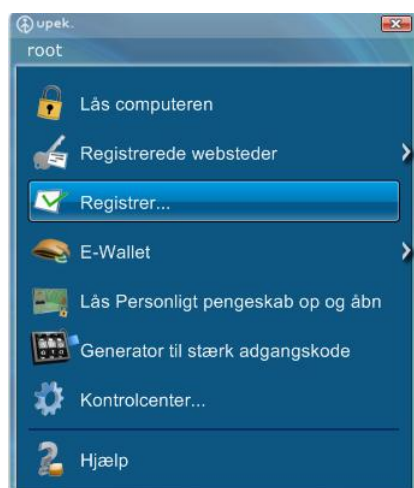 upek.
root
Lås computeren
Registrerede websteder
Registrer...
E-Wallet
Lås Personligt pengeskab op og åbn
Generator til stærk adgangskode
Kontrolcenter...
Hjælp